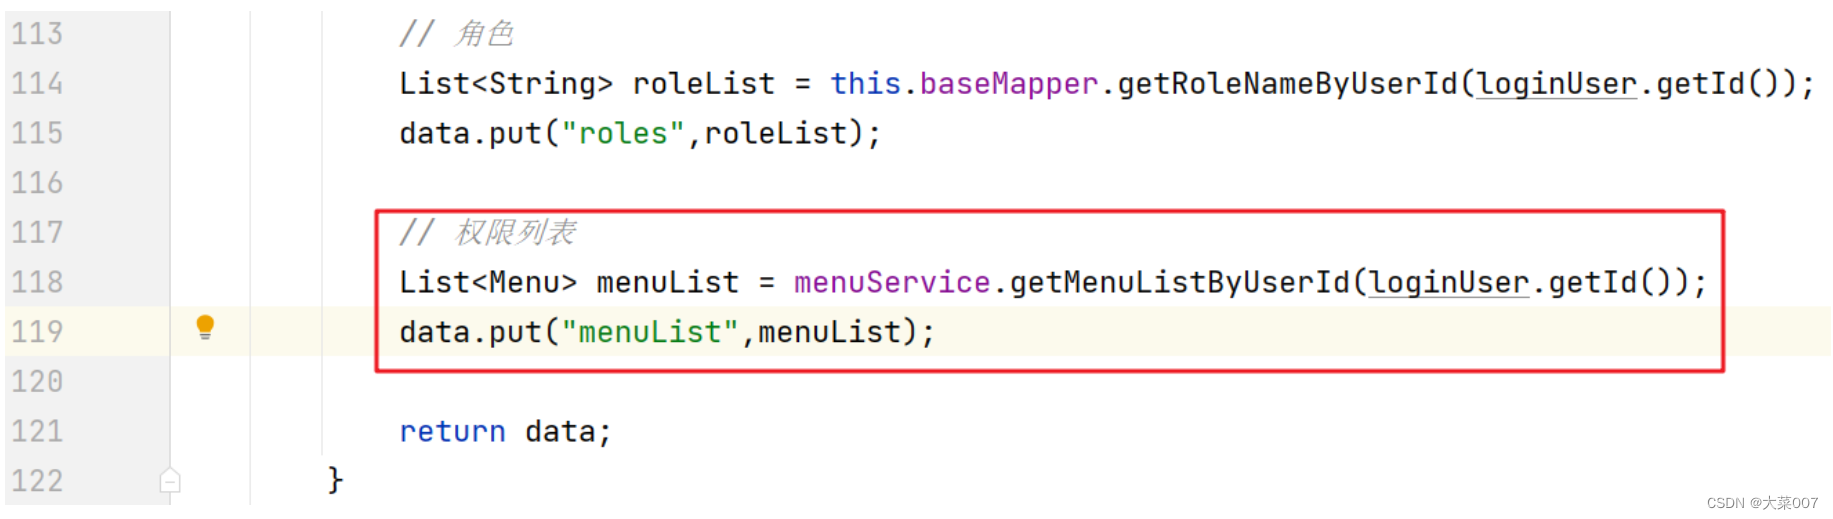 113 // 角色
114 List<String> roleList = this.baseMapper.getRoleNameByUserId(loginUser.getId());
115 data.put("roles",roleList);
116
117 // 权限列表
118 List<Menu> menuList = menuService.getMenuListByUserId(loginUser.getId());
119 data.put("menuList",menuList);
120
121 return data;
122 }
CSDN @大菜007